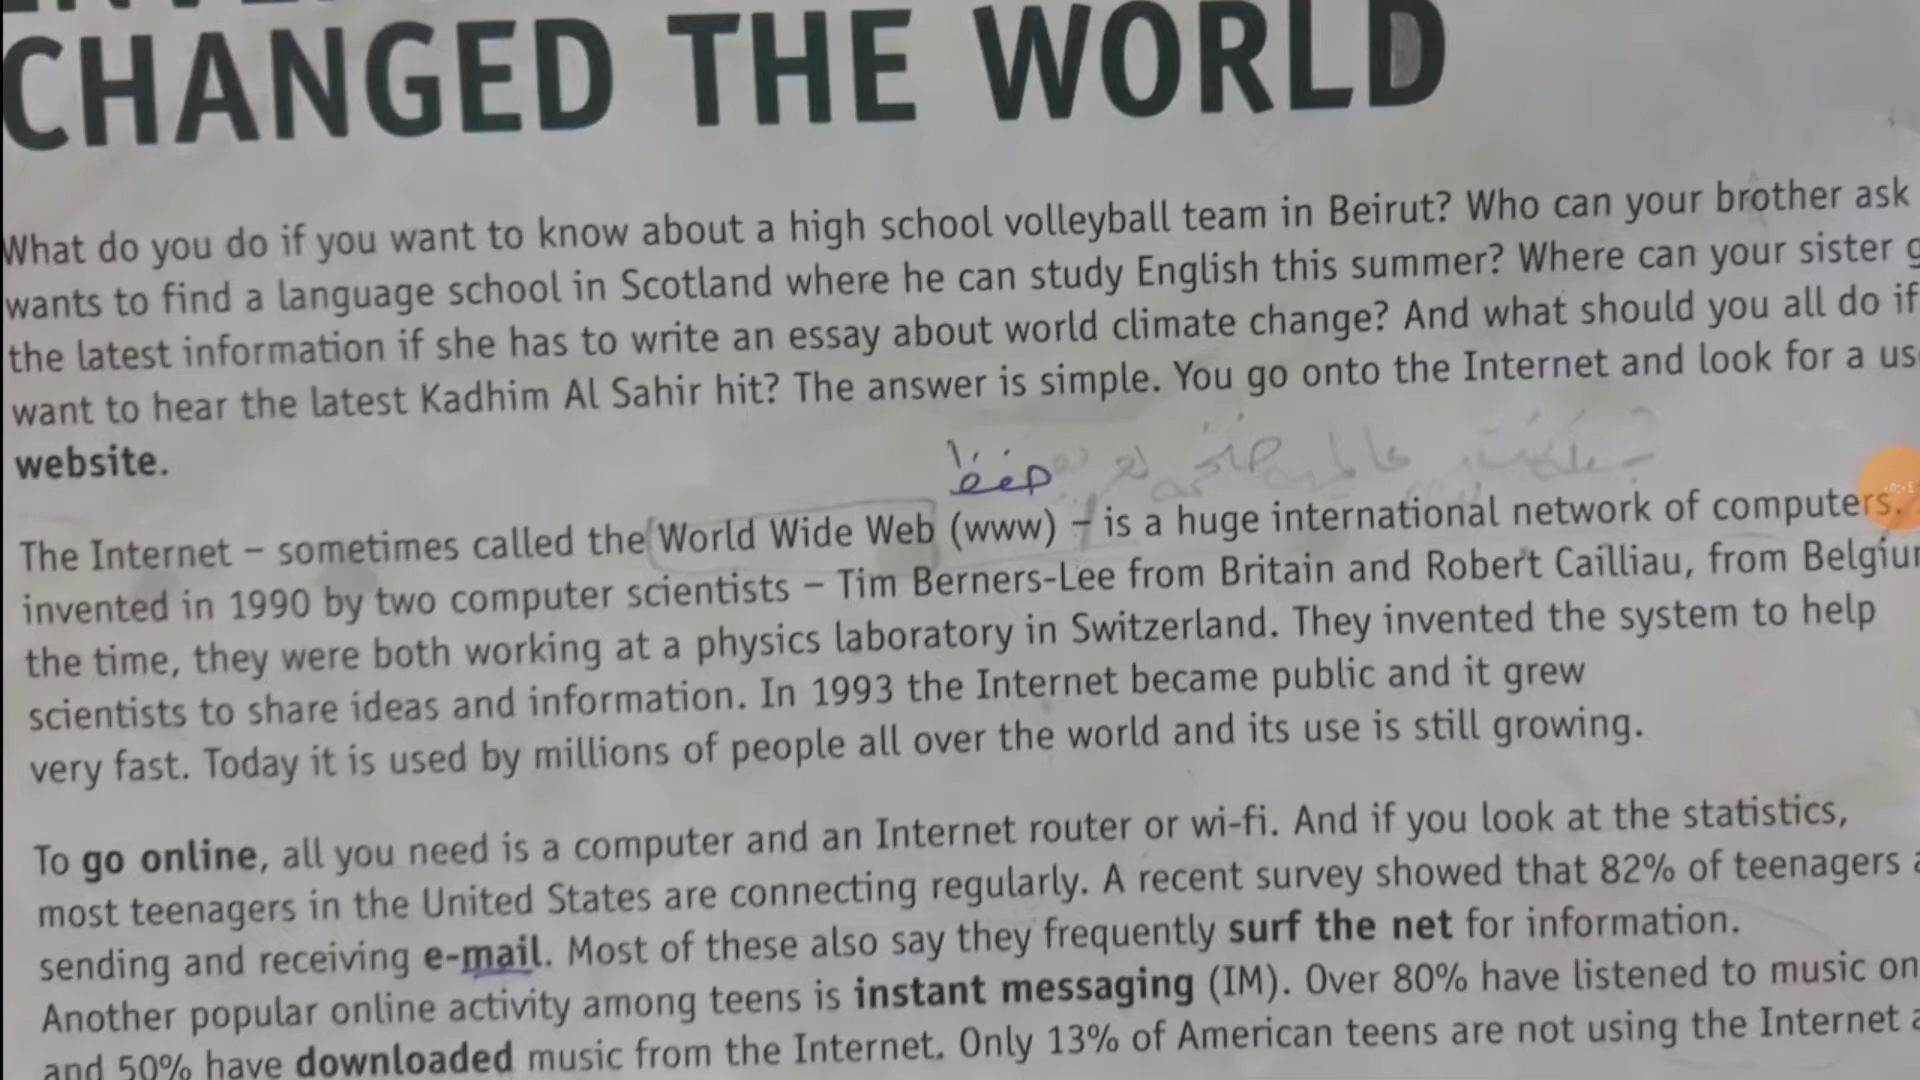 CHANGED THE WORLD
What do you do if you want to know about a high school volleyball team in Beirut? Who can your brother ask
wants to find a language school in Scotland where he can study English this summer? Where can your sister g
the latest information if she has to write an essay about world climate change? And what should you all do if
want to hear the latest Kadhim Al Sahir hit? The answer is simple. You go onto the Internet and look for a us
website.
The Internet – sometimes called the World Wide Web (www) – is a huge international network of computers.
invented in 1990 by two computer scientists – Tim Berners-Lee from Britain and Robert Cailliau, from Belgiu
the time, they were both working at a physics laboratory in Switzerland. They invented the system to help
scientists to share ideas and information. In 1993 the Internet became public and it grew
very fast. Today it is used by millions of people all over the world and its use is still growing.
To go online, all you need is a computer and an Internet router or wi-fi. And if you look at the statistics,
most teenagers in the United States are connecting regularly. A recent survey showed that 82% of teenagers a
sending and receiving e-mail. Most of these also say they frequently surf the net for information.
Another popular online activity among teens is instant messaging (IM). Over 80% have listened to music on
and 50% have downloaded music from the Internet. Only 13% of American teens are not using the Internet a